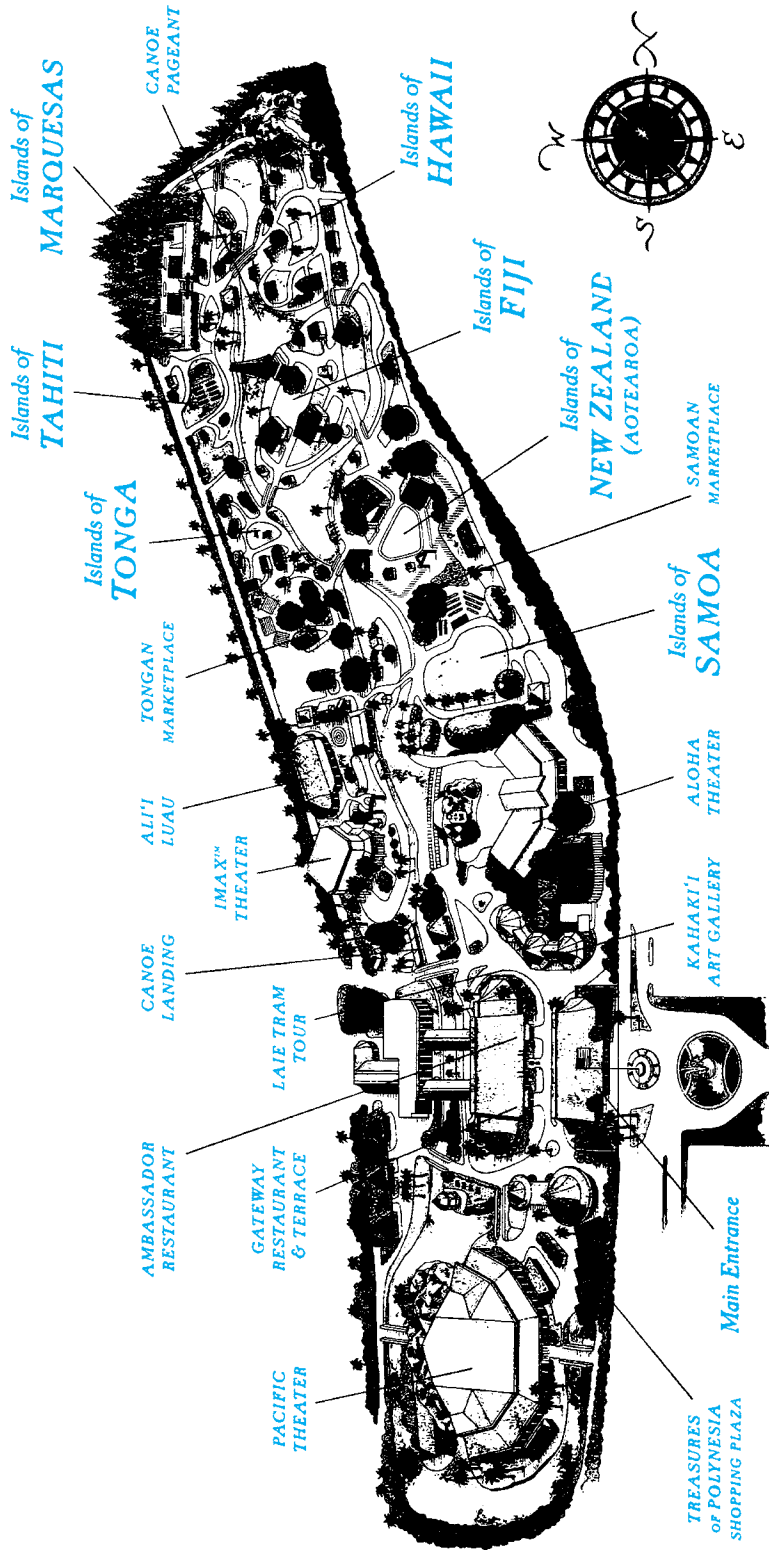 PACIFIC
THEATER
AMBASSADOR
RESTAURANT
GATEWAY
RESTAURANT
& TERRACE
LAIE TRAM
TOUR
CANOE
LANDING
IMAX™
THEATER
ALI'I
LUAU
TONGAN
MARKETPLACE
Islands of
TONGA
Islands of
TAHITI
Islands of
MARQUESAS
CANOE
PAGEANT
TREASURES
OF POLYNESIA
SHOPPING PLAZA
Main Entrance
KAHAKI'I
ART GALLERY
ALOHA
THEATER
Islands of
SAMOA
SAMOAN
MARKETPLACE
Islands of
NEW ZEALAND
(AOTEAROA)
Islands of
FIJI
Islands of
HAWAII
W
N
S
E